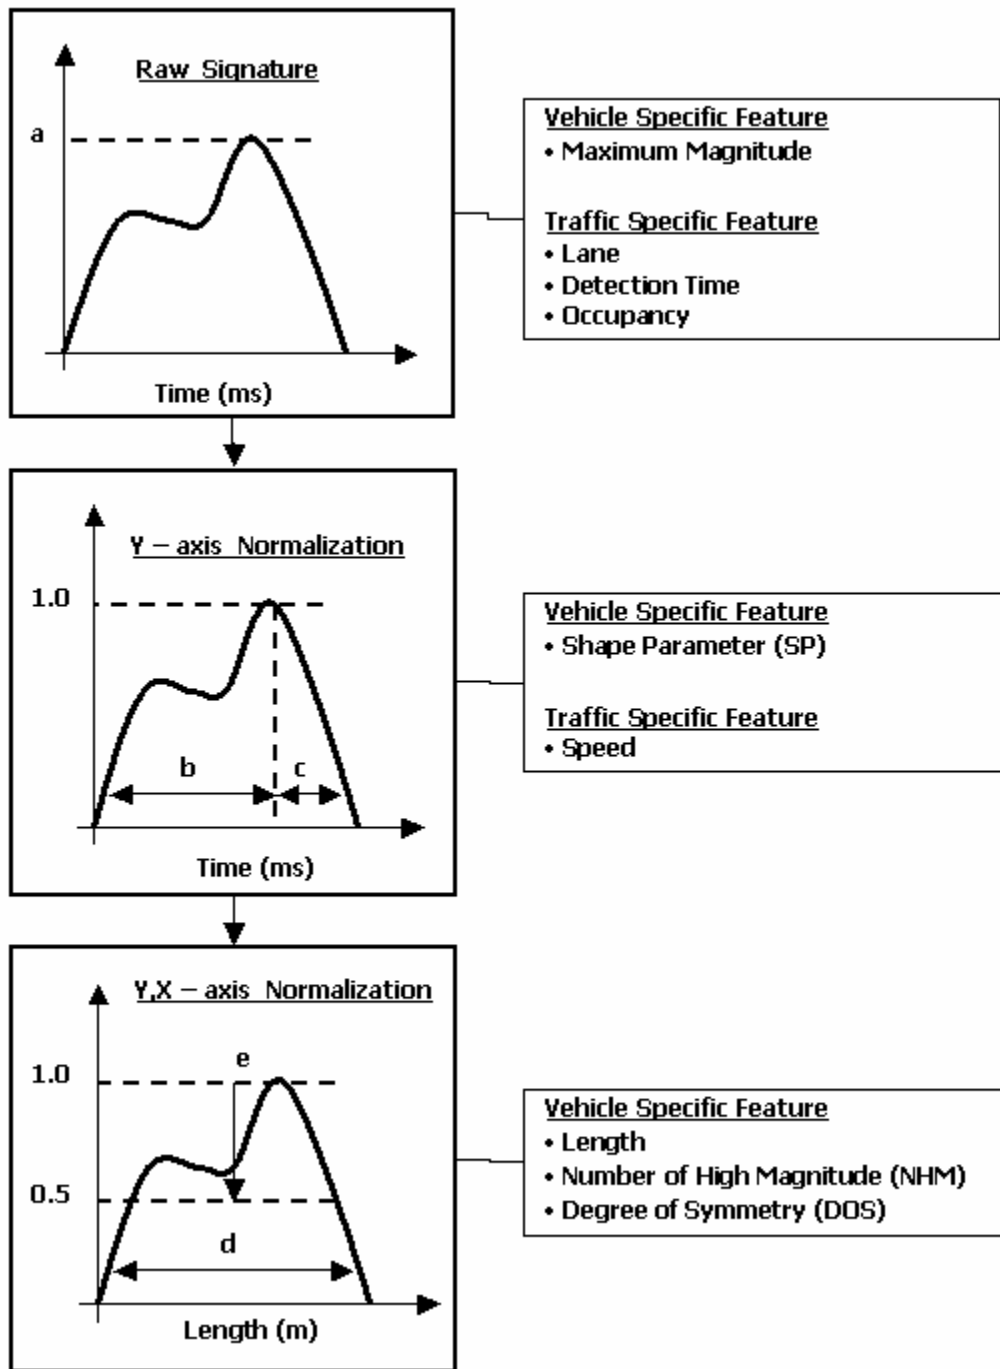 Raw Signature
a
Time (ms)
Vehicle Specific Feature
• Maximum Magnitude
Traffic Specific Feature
• Lane
• Detection Time
• Occupancy
Y – axis Normalization
1.0
b
c
Time (ms)
Vehicle Specific Feature
• Shape Parameter (SP)
Traffic Specific Feature
• Speed
Y,X – axis Normalization
1.0
e
0.5
d
Length (m)
Vehicle Specific Feature
• Length
• Number of High Magnitude (NHM)
• Degree of Symmetry (DOS)